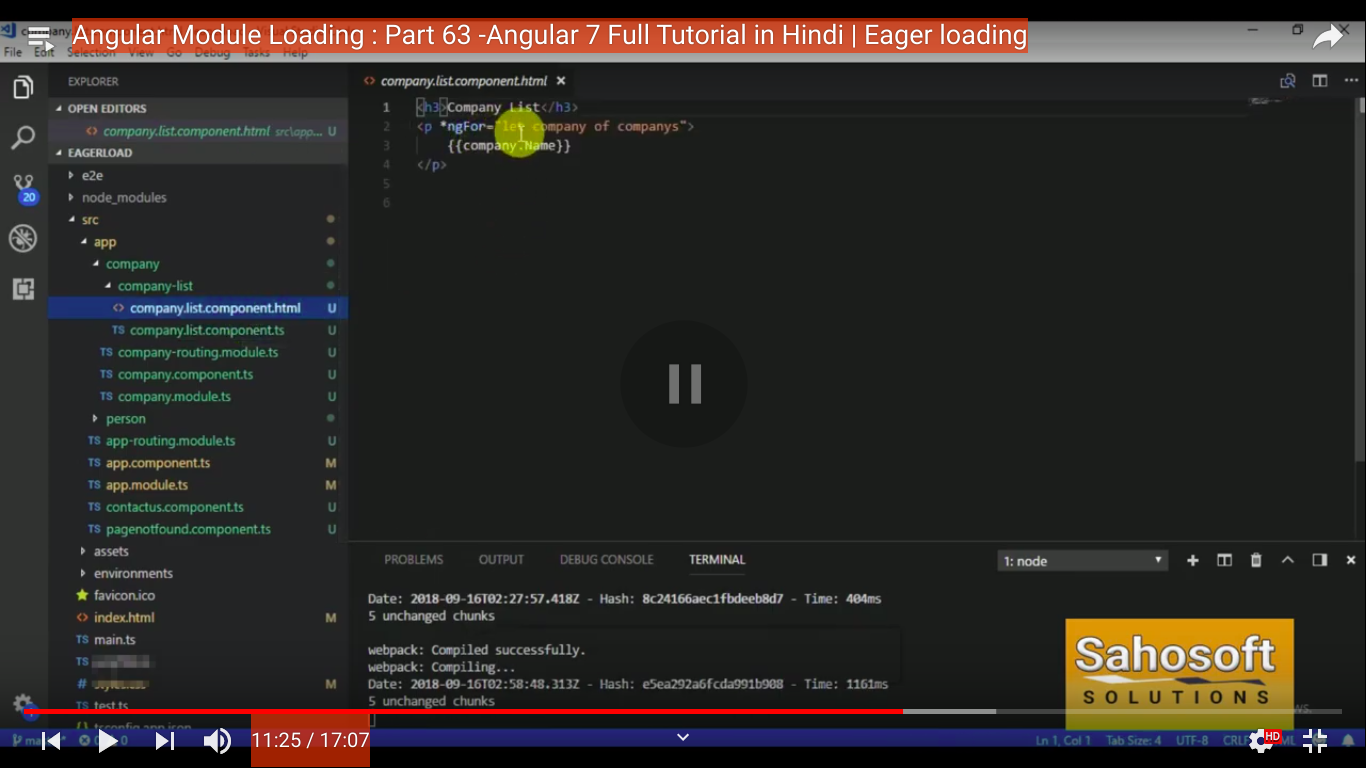 Angular Module Loading : Part 63 -Angular 7 Full Tutorial in Hindi | Eager loading
File Edit Selection View Go Debug Tasks Help
EXPLORER
OPEN EDITORS
company.list.component.html src\app... U
EAGERLOAD
e2e
node_modules
src
app
company
company-list
company.list.component.html U
TS company.list.component.ts U
TS company-routing.module.ts U
TS company.component.ts U
TS company.module.ts U
person
TS app-routing.module.ts U
TS app.component.ts M
TS app.module.ts M
TS contactus.component.ts U
TS pagenotfound.component.ts U
assets
environments
favicon.ico
index.html M
TS main.ts
TS
# M
TS test.ts
tsconfig.app.json
20
company.list.component.html
1 <h3>Company List</h3>
2 <p *ngFor="let company of companys">
3 {{company.Name}}
4 </p>
5
6
PROBLEMS OUTPUT DEBUG CONSOLE TERMINAL
1: node
Date: 2018-09-16T02:27:57.418Z - Hash: 8c24166aec1fbdeeb8d7 - Time: 404ms
5 unchanged chunks
webpack: Compiled successfully.
webpack: Compiling...
Date: 2018-09-16T02:58:48.313Z - Hash: e5ea292a6fcda991b908 - Time: 1161ms
5 unchanged chunks
Sahosoft
SOLUTIONS
11:25 / 17:07
Ln 1, Col 1 Tab Size: 4 UTF-8 CRLF
HD